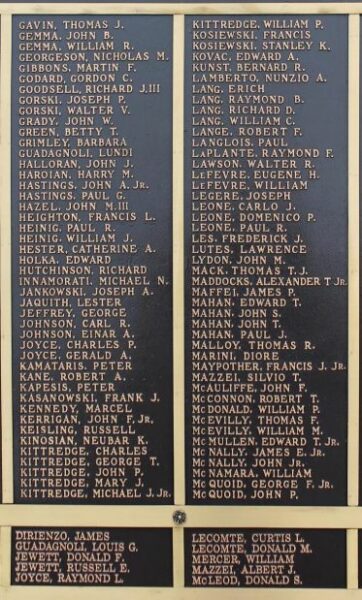 GAVIN, THOMAS J.
GEMMA, JOHN B.
GEMMA, WILLIAM R.
GEORGESON, NICHOLAS M.
GIBBONS, MARTIN F.
GODARD, GORDON C.
GOODSELL, RICHARD J.III
GORSKI, JOSEPH P.
GORSKI, WALTER V.
GRADY, JOHN W.
GREEN, BETTY T.
GRIMLEY, BARBARA
GUADAGNOLI, LUNDI
HALLORAN, JOHN J.
HAROIAN, HARRY M.
HASTINGS, JOHN A. JR.
HASTINGS, PAUL G.
HAZEL, JOHN M.III
HEIGHTON, FRANCIS L.
HEINIG, PAUL R.
HEINIG, WILLIAM J.
HESTER, CATHERINE A.
HOLKA, EDWARD
HUTCHINSON, RICHARD
INNAMORATI, MICHAEL N.
JANKOWSKI, JOSEPH A.
JAQUITH, LESTER
JEFFREY, GEORGE
JOHNSON, CARL R.
JOHNSON, EINAR A.
JOYCE, CHARLES P.
JOYCE, GERALD A.
KAMATARIS, PETER
KANE, ROBERT A.
KAPESIS, PETER
KASANOWSKI, FRANK J.
KENNEDY, MARCEL
KERRIGAN, JOHN F. JR.
KEISLING, RUSSELL
KINOSIAN, NEUBAR K.
KITTREDGE, CHARLES
KITTREDGE, GEORGE T.
KITTREDGE, JOHN P.
KITTREDGE, MARY J.
KITTREDGE, MICHAEL J. JR.
DIRIENZO, JAMES
GUADAGNOLI, LOUIS G.
JEWETT, DONALD F.
JEWETT, RUSSELL E.
JOYCE, RAYMOND L.
KITTREDGE, WILLIAM P.
KOSIEWSKI, FRANCIS
KOSIEWSKI, STANLEY K.
KOVAC, EDWARD A.
KUNST, BERNARD R.
LAMBERTO, NUNZIO A.
LANG, ERICH
LANG, RAYMOND B.
LANG, RICHARD D.
LANG, WILLIAM C.
LANGE, ROBERT F.
LANGLOIS, PAUL
LAPLANTE, RAYMOND F.
LAWSON, WALTER R.
LEFEVRE, EUGENE H.
LEFEVRE, WILLIAM
LEGERE, JOSEPH
LEON, CARLO J.
LEONE, DOMENICO P.
LEONE, PAUL R.
LES, FREDERICK J.
LUTES, LAWRENCE
LYDON, JOHN M.
MACK, THOMAS T.J.
MADDOCKS, ALEXANDER T JR.
MAFFEI, JAMES P.
MAHAN, EDWARD T.
MAHAN, JOHN S.
MAHAN, JOHN T.
MAHAN, PAUL J.
MALLOY, THOMAS R.
MARINI, DIORE
MAYPOTHER, FRANCIS J. JR.
MAZZEI, SILVIO T.
MCAULIFFE, JOHN F.
MCCONNON, ROBERT T.
MCDONALD, WILLIAM P.
MCEVILLY, THOMAS F.
MCEVILLY, WILLIAM M.
MCMULLEN, EDWARD T. JR.
MCNALLY, JAMES E. JR.
MCNALLY, JOHN JR.
MCNAMARA, WILLIAM
MCQUOID, GEORGE F. JR.
MCQUOID, JOHN P.
LECOMTE, CURTIS L.
LECOMTE, DONALD M.
MERCER, WILLIAM
MAZZEI, ALBERT J.
MCLEOD, DONALD S.